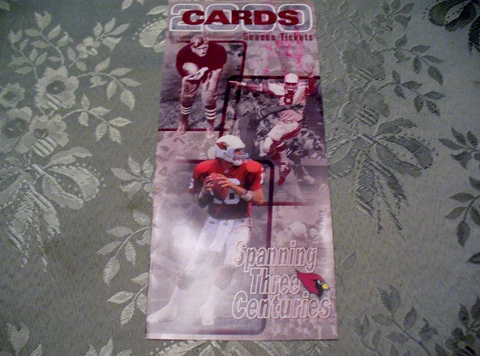 2000
CARDS
Season Tickets
Spanning
Three
Centuries